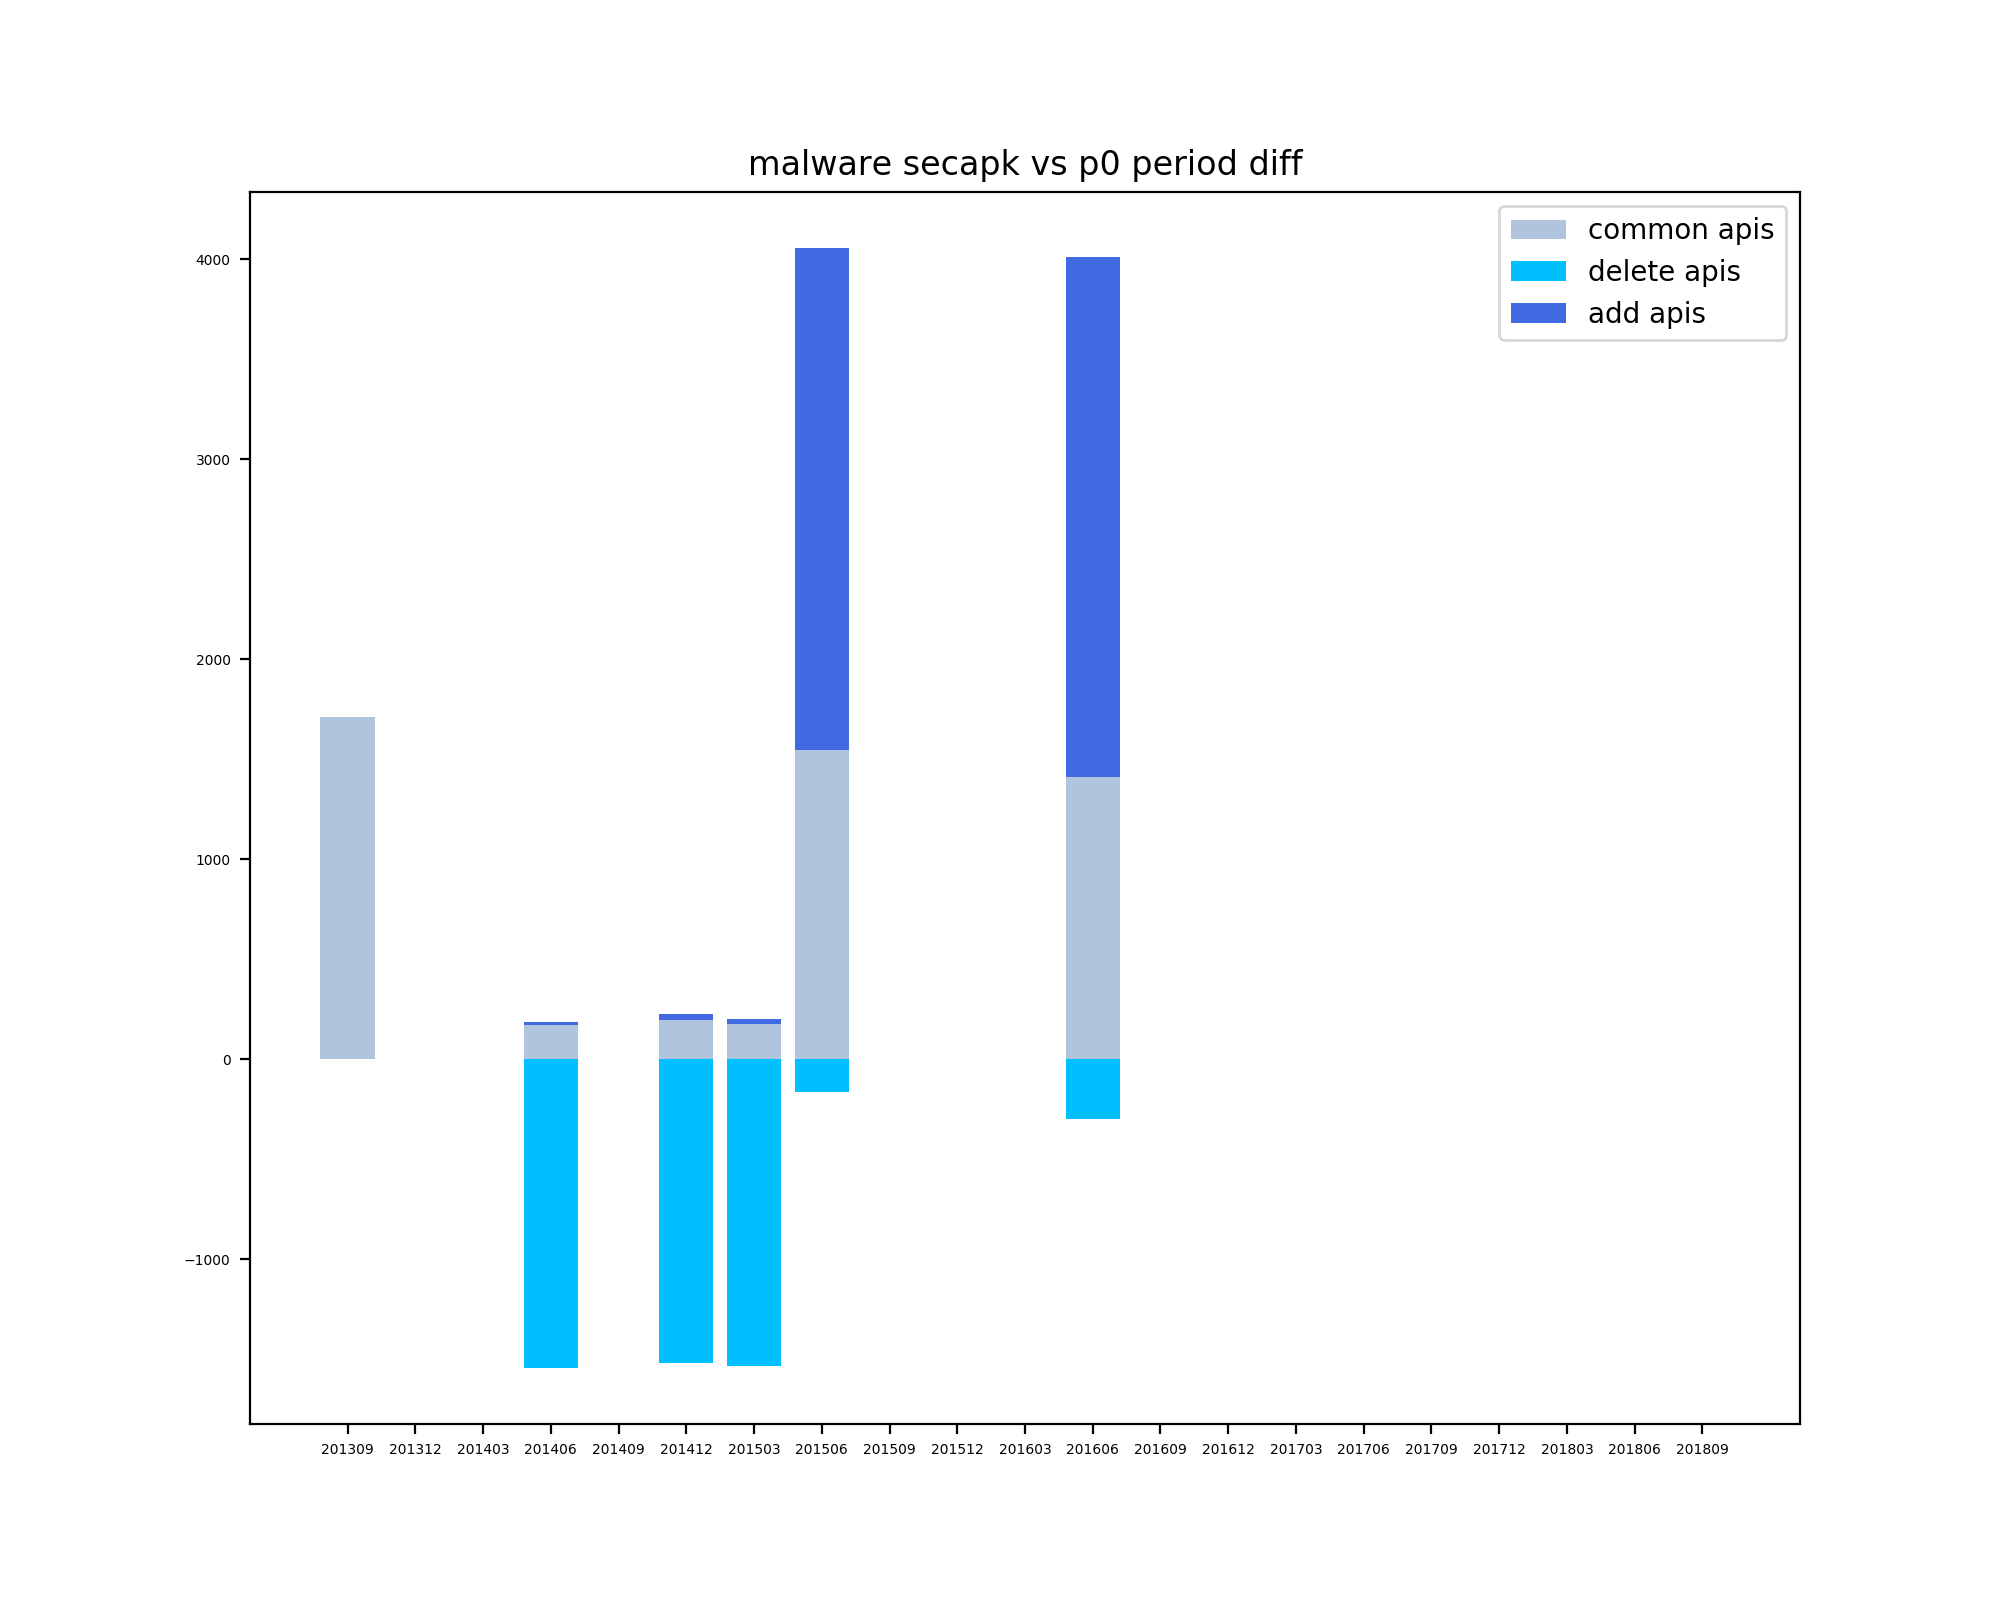 malware secapk vs p0 period diff
common apis
delete apis
add apis
4000
3000
2000
1000
0
−1000
201309 201312 201403 201406 201409 201412 201503 201506 201509 201512 201603 201606 201609 201612 201703 201706 201709 201712 201803 201806 201809